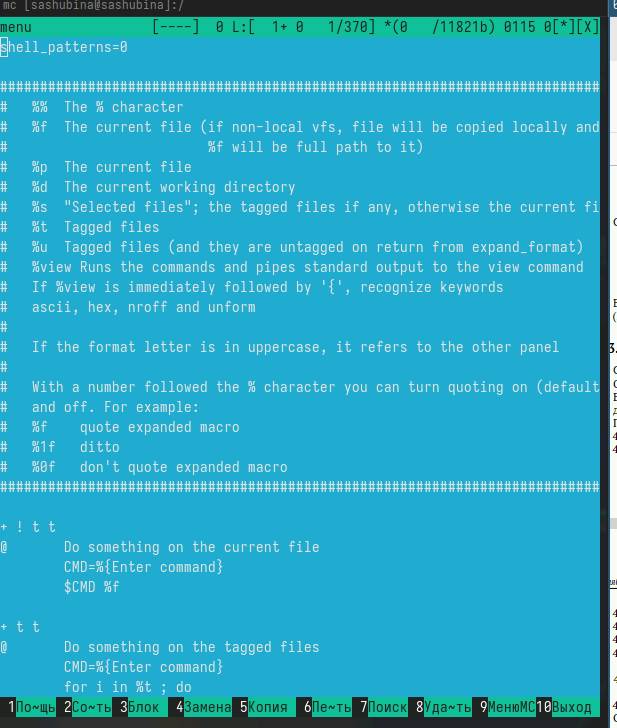 mc [sashubina@sashubina]:/
menu               [----]  0 L:[  1+ 0   1/370] *(0   /11821b) 0115 0[*][X]
shell_patterns=0
###########################################################################
#   %%  The % character
#   %f  The current file (if non-local vfs, file will be copied locally and
#                         %f will be full path to it)
#   %p  The current file
#   %d  The current working directory
#   %s  "Selected files"; the tagged files if any, otherwise the current fi
#   %t  Tagged files
#   %u  Tagged files (and they are untagged on return from expand_format)
#   %view Runs the commands and pipes standard output to the view command
#   If %view is immediately followed by '{', recognize keywords
#   ascii, hex, nroff and unform
#
#   If the format letter is in uppercase, it refers to the other panel
#
#   With a number followed the % character you can turn quoting on (default
#   and off. For example:
#   %f    quote expanded macro
#   %1f   ditto
#   %0f   don't quote expanded macro
###########################################################################
+ ! t t
@       Do something on the current file
        CMD=%{Enter command}
        $CMD %f
+ t t
@       Do something on the tagged files
        CMD=%{Enter command}
        for i in %t ; do
1По~щь 2Со~ть 3Блок 4Замена 5Копия 6Пе~ть 7Поиск 8Уда~ть 9МенюMC10Выход